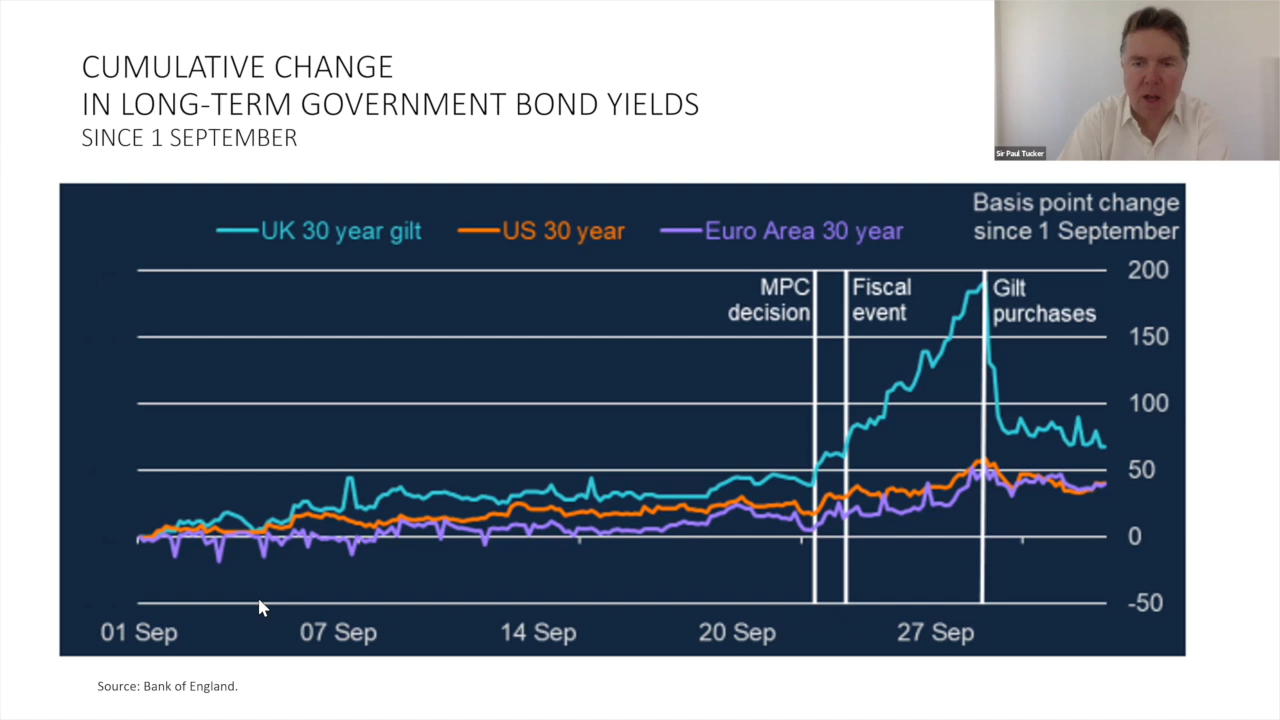 CUMULATIVE CHANGE
IN LONG-TERM GOVERNMENT BOND YIELDS
SINCE 1 SEPTEMBER
Sir Paul Tucker
UK 30 year gilt
US 30 year
Euro Area 30 year
Basis point change
since 1 September
MPC
decision
Fiscal
event
Gilt
purchases
200
150
100
50
0
-50
01 Sep
07 Sep
14 Sep
20 Sep
27 Sep
Source: Bank of England.